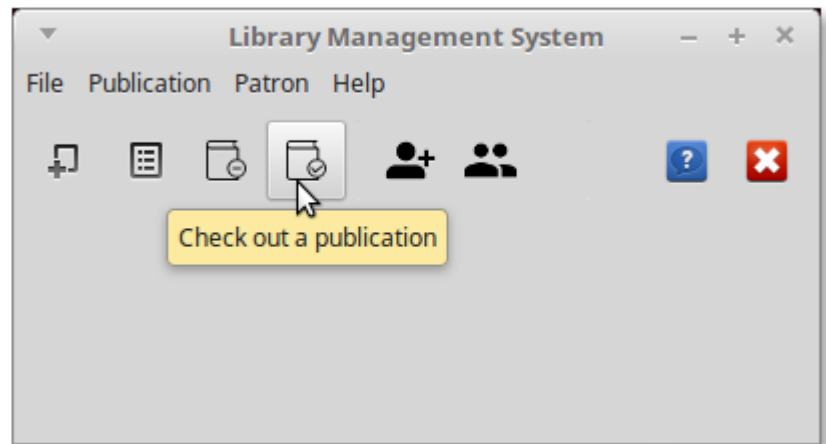 Library Management System
File Publication Patron Help
Check out a publication